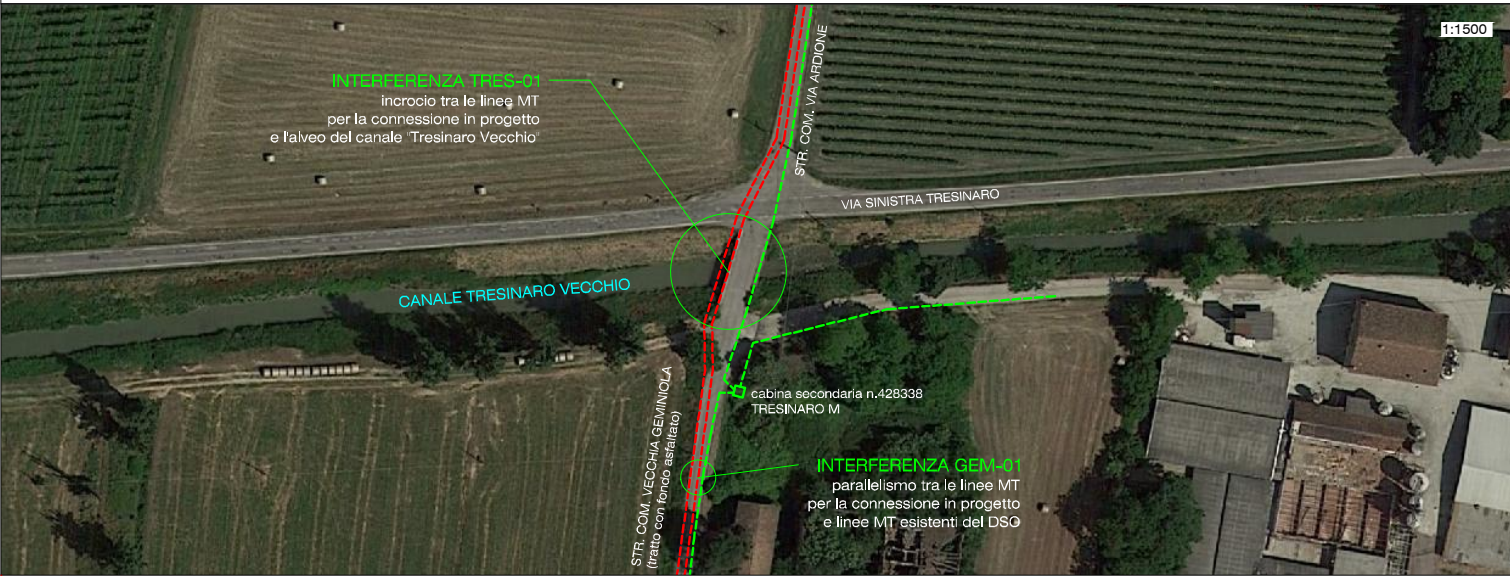 1:1500
INTERFERENZA TRES-01
incrocio tra le linee MT
per la connessione in progetto
e l'alveo del canale "Tresinaro Vecchio"
STR. COM. VIA ARDIONE
VIA SINISTRA TRESINARO
CANALE TRESINARO VECCHIO
cabina secondaria n.428338
TRESINARO M
STR. COM. VECCHIA GEMINIOLA
(tratto con fondo asfaltato)
INTERFERENZA GEM-01
parallelismo tra le linee MT
per la connessione in progetto
e linee MT esistenti del DSO